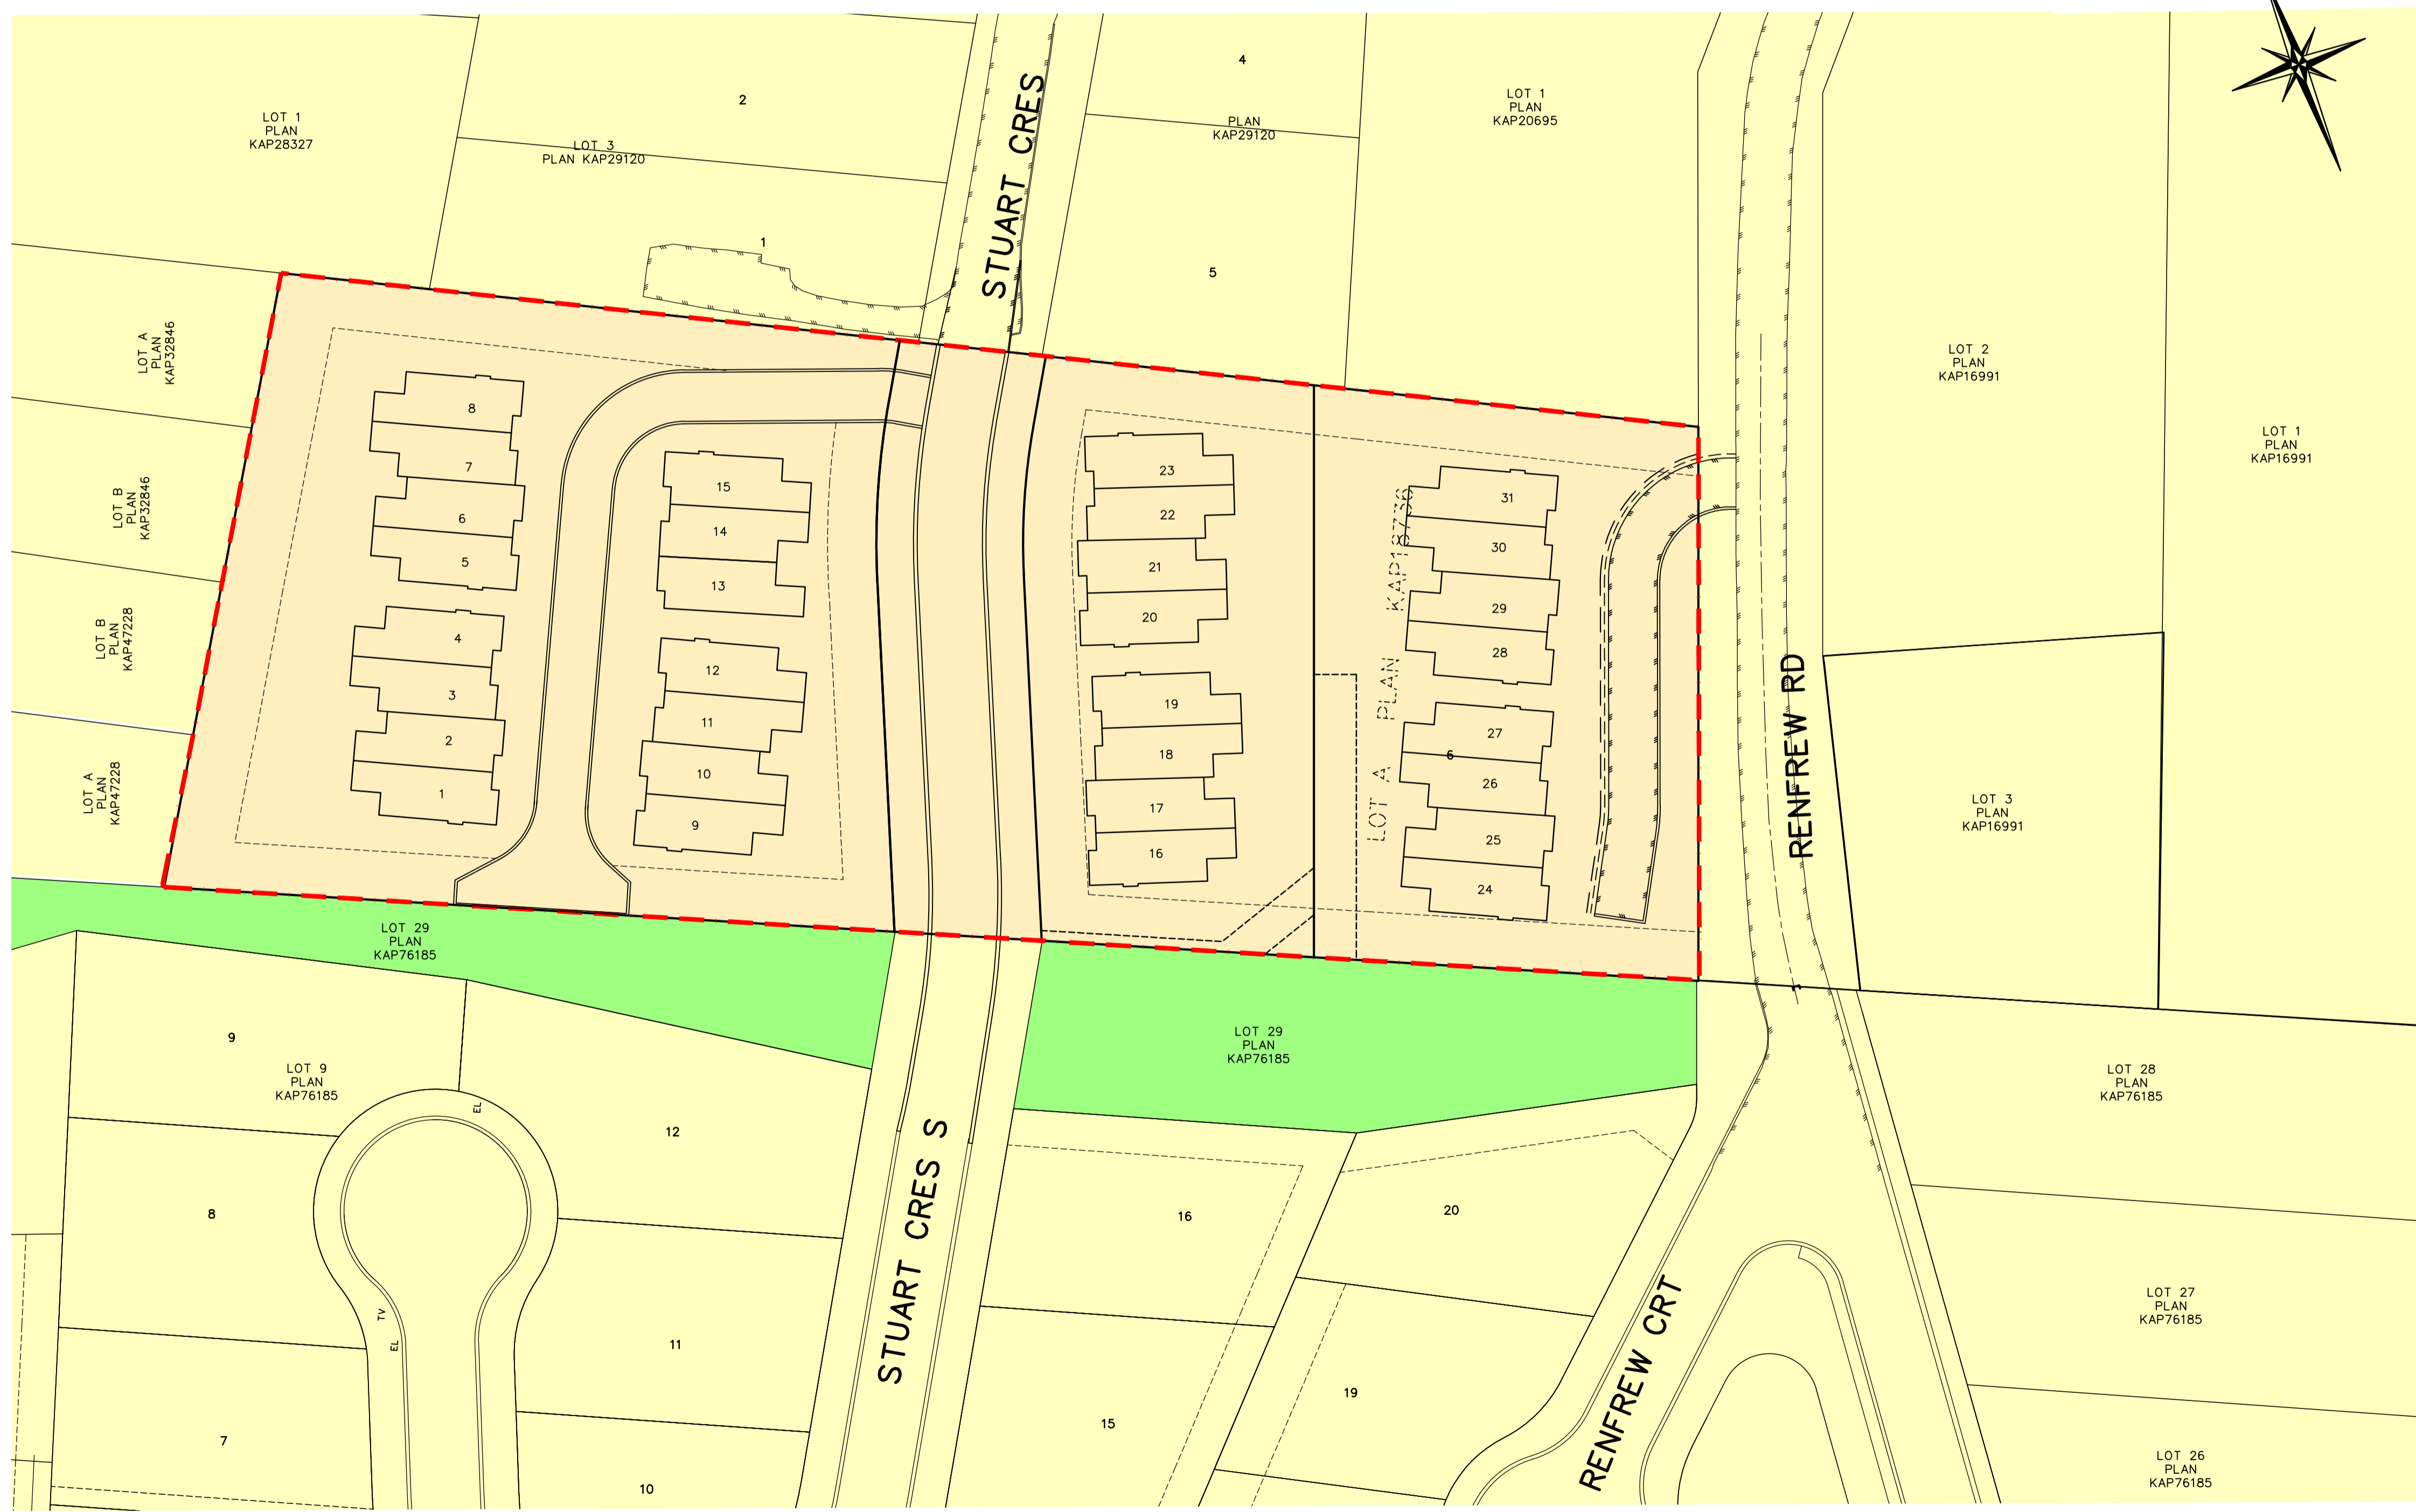 4
2
LOT 1
PLAN
KAP28327
LOT 3
PLAN KAP29120
1
STUART CRES
PLAN
KAP29120
5
LOT 1
PLAN
KAP20695
LOT 2
PLAN
KAP16991
LOT 1
PLAN
KAP16991
LOT A
PLAN
KAP32846
LOT B
PLAN
KAP32846
LOT B
PLAN
KAP47228
LOT A
PLAN
KAP47228
8
7
6
5
4
3
2
1
15
14
13
12
11
10
9
23
22
21
20
19
18
17
16
LOT A PLAN
31
30
29
28
27
6
26
25
24
RENFREW RD
LOT 3
PLAN
KAP16991
LOT 29
PLAN
KAP76185
LOT 29
PLAN
KAP76185
9
LOT 9
PLAN
KAP76185
EL
12
8
TV
EL
11
7
10
STUART CRES S
16
15
20
19
RENFREW CRT
LOT 28
PLAN
KAP76185
LOT 27
PLAN
KAP76185
LOT 26
PLAN
KAP76185